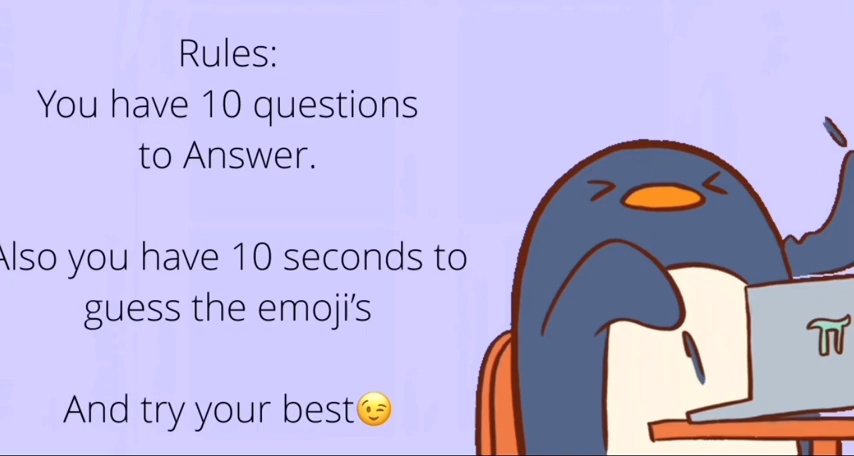 Rules:
You have 10 questions
to Answer.
Also you have 10 seconds to
guess the emoji’s
And try your best😉